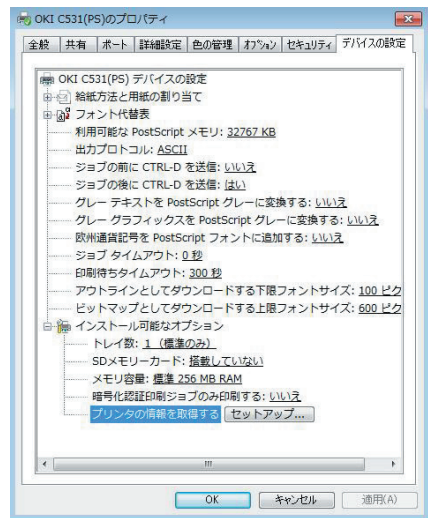 OKI C531(PS)のプロパティ
全般 共有 ポート 詳細設定 色の管理 オプション セキュリティ デバイスの設定
OKI C531(PS) デバイスの設定
給紙方法と用紙の割り当て
フォント代替表
利用可能な PostScript メモリ: 32767 KB
出力プロトコル: ASCII
ジョブの前に CTRL-D を送信: いいえ
ジョブの後に CTRL-D を送信: はい
グレー テキストを PostScript グレーに変換する: いいえ
グレー グラフィックスを PostScript グレーに変換する: いいえ
欧州通貨記号を PostScript フォントに追加する: いいえ
ジョブ タイムアウト: 0 秒
印刷待ちタイムアウト: 300 秒
アウトラインとしてダウンロードする下限フォントサイズ: 100 ピク
ビットマップとしてダウンロードする上限フォントサイズ: 600 ピク
インストール可能なオプション
トレイ数: 1 (標準のみ)
SDメモリーカード: 搭載していない
メモリ容量: 標準 256 MB RAM
暗号化認証印刷ジョブのみ印刷する: いいえ
プリンタの情報を取得する セットアップ...
OK キャンセル 適用(A)